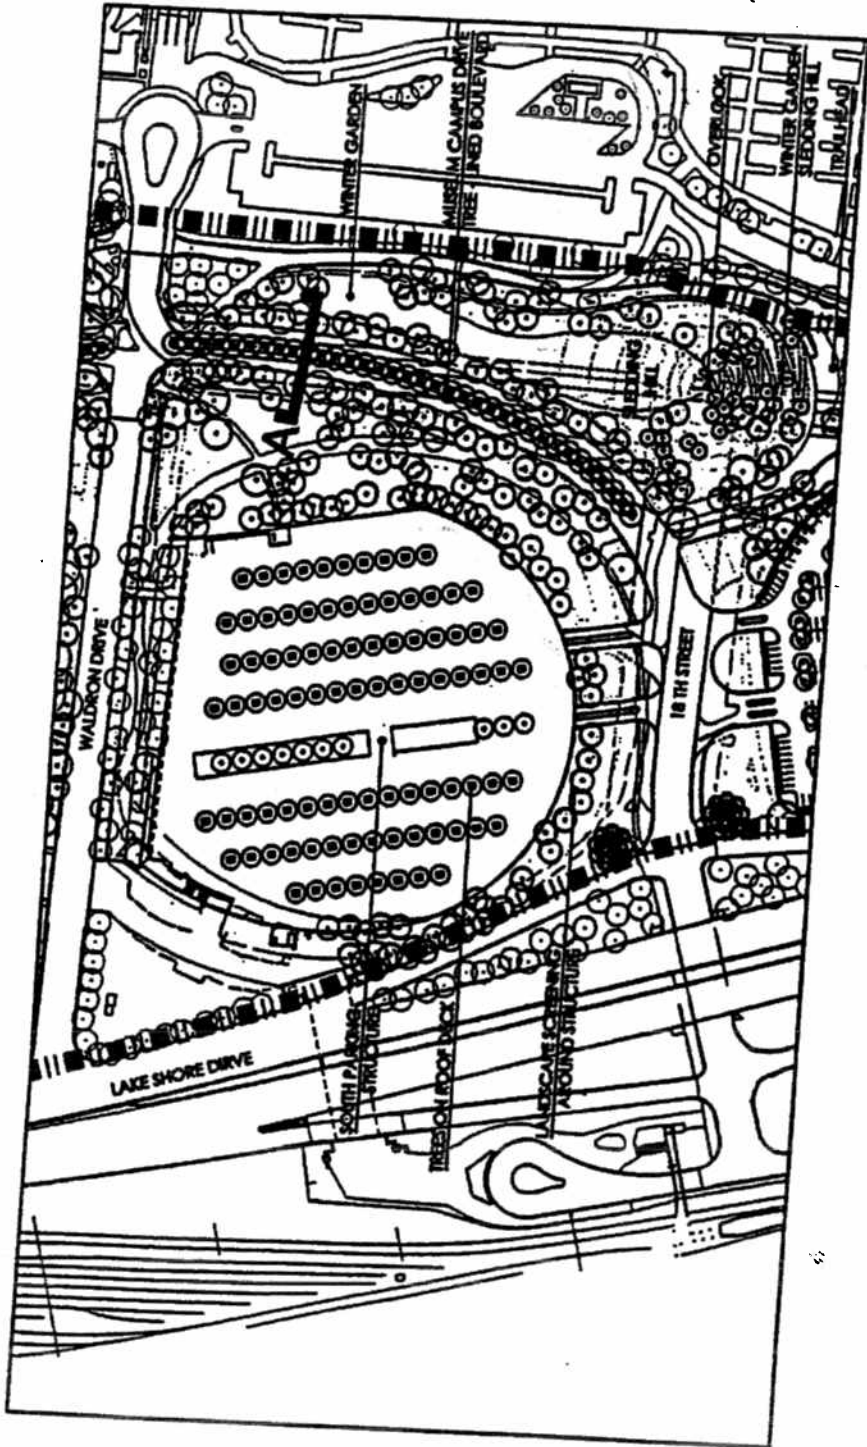 WINTER GARDEN
MUSEUM CAMPUS DRIVE
TREE - LINED BOULEVARD
OVERLOOK
WINTER GARDEN
SLEDDING HILL
TRAILHEAD
SLEDDING
HILL
A
WALDRON DRIVE
18 TH STREET
LAKE SHORE DIRVE
SOUTH PARKING
STRUCTURE
TREES ON ROOF DECK
LANDSCAPE SCREENING
AROUND STRUCTURE